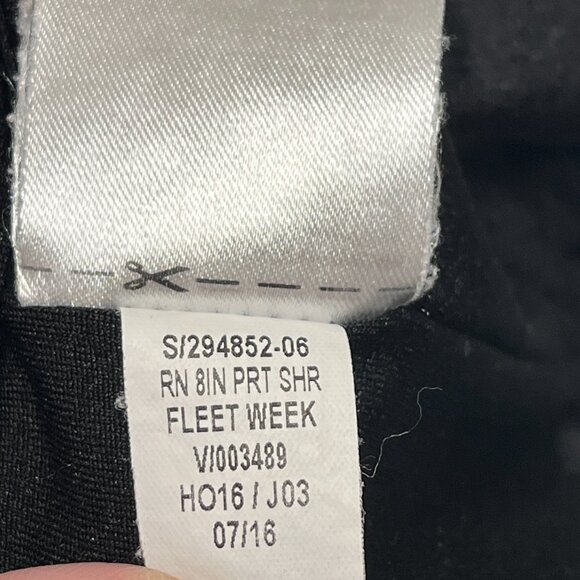 S/294852-06
RN 8IN PRT SHR
FLEET WEEK
V/003489
HO16 / J03
07/16